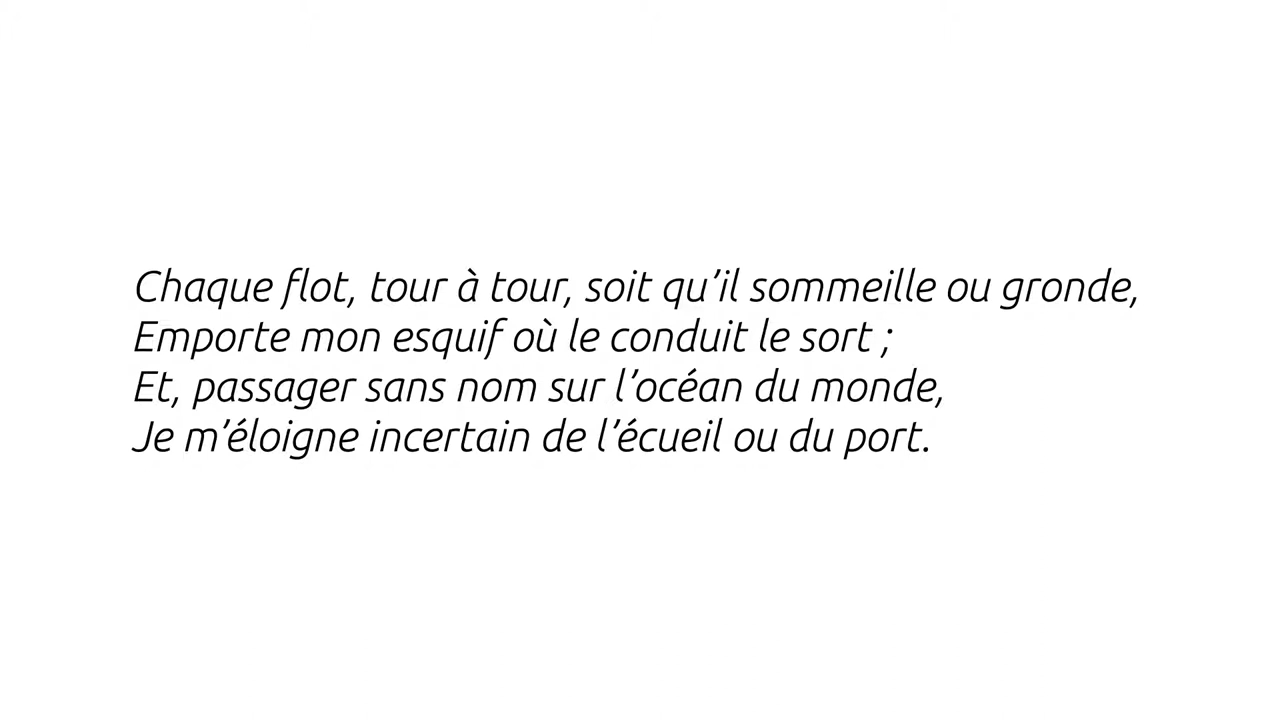 Chaque flot, tour à tour, soit qu’il sommeille ou gronde,
Emporte mon esquif où le conduit le sort ;
Et, passager sans nom sur l’océan du monde,
Je m’éloigne incertain de l’écueil ou du port.